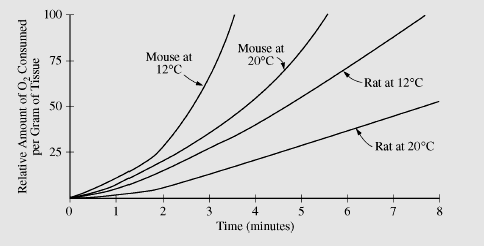 Relative Amount of O₂ Consumed
per Gram of Tissue
100
75
50
25
Mouse at
12°C
Mouse at
20°C
Rat at 12°C
Rat at 20°C
0 1 2 3 4 5 6 7 8
Time (minutes)